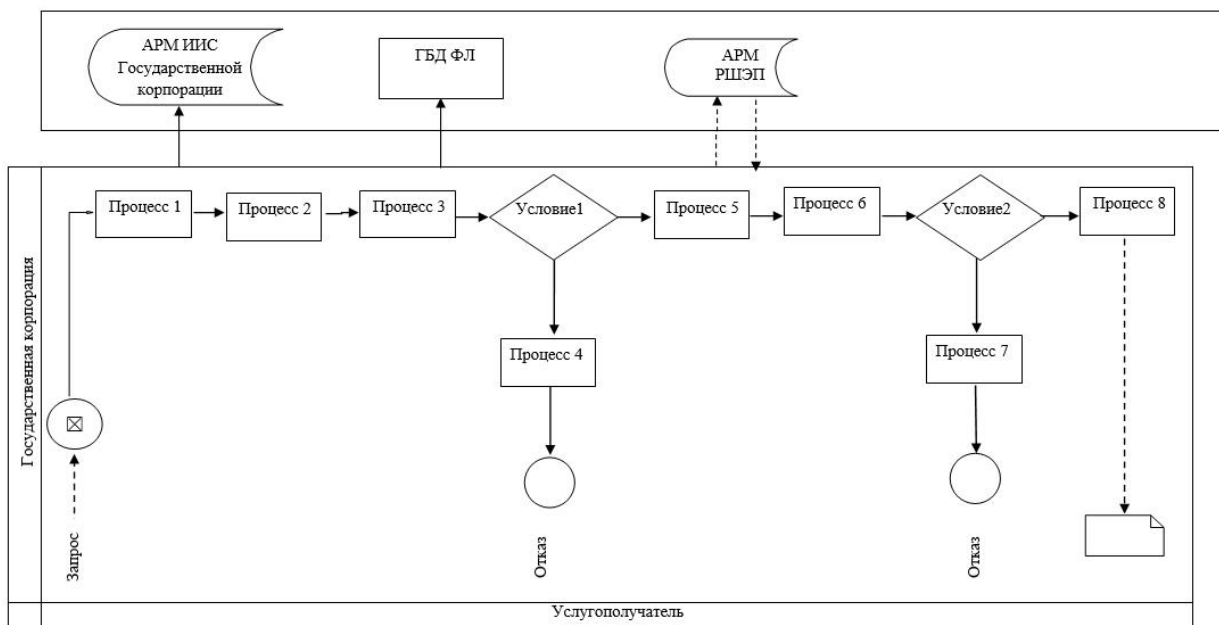 АРМ ИИС
Государственной
корпорации
ГБД ФЛ
АРМ
РШЭП
Государственная корпорация
Процесс 1
Процесс 2
Процесс 3
Условие1
Процесс 5
Процесс 6
Условие2
Процесс 8
Процесс 4
Процесс 7
Запрос
Отказ
Отказ
Услугополучатель